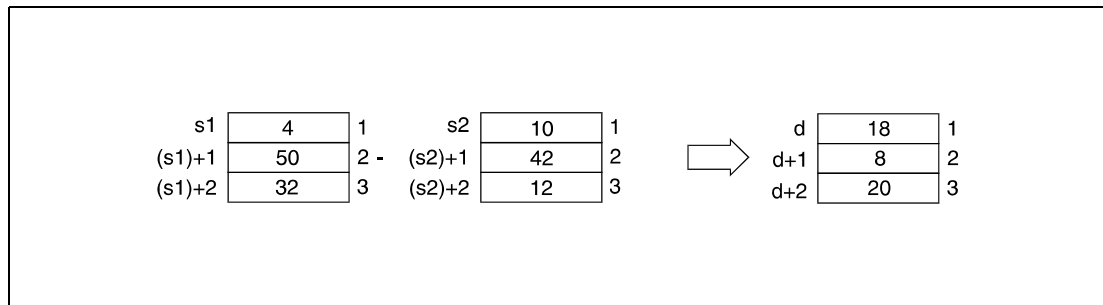 s1 4 1 s2 10 1 d 18 1
(s1)+1 50 2 - (s2)+1 42 2 d+1 8 2
(s1)+2 32 3 (s2)+2 12 3 d+2 20 3